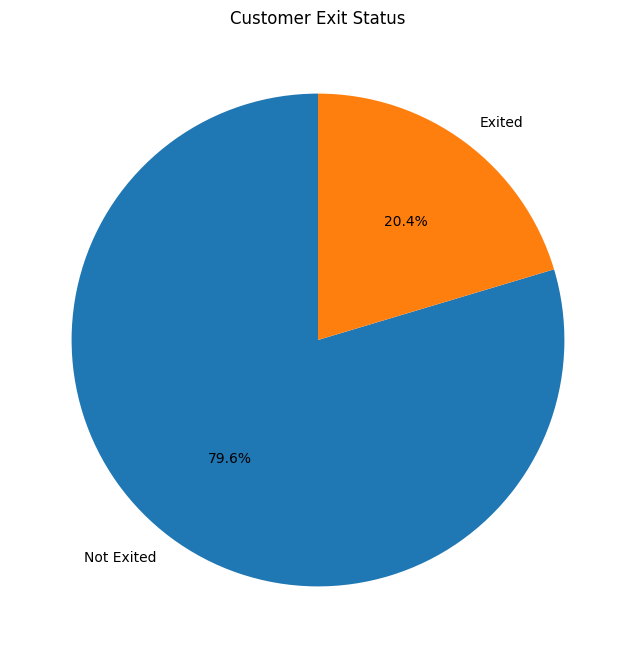 Customer Exit Status
Exited
20.4%
79.6%
Not Exited